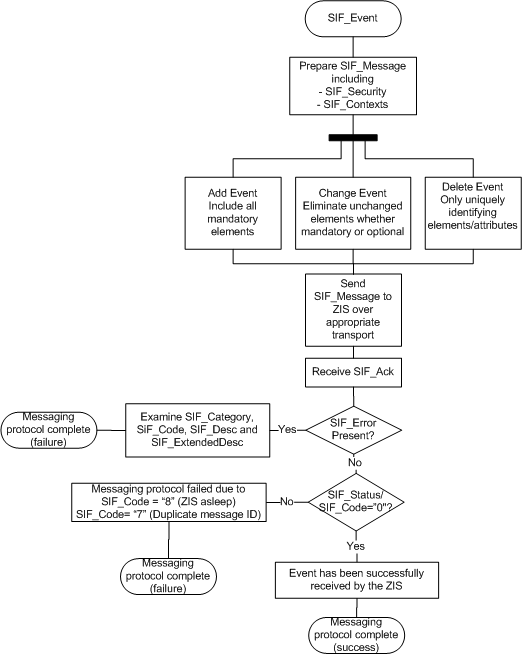 SIF_Event
Prepare SIF_Message
including
- SIF_Security
- SIF_Contexts
Add Event
Include all
mandatory
elements
Change Event
Eliminate unchanged
elements whether
mandatory or optional
Delete Event
Only uniquely
identifying
elements/attributes
Send
SIF_Message to
ZIS over
appropriate
transport
Receive SIF_Ack
SIF_Error
Present?
Yes
Examine SIF_Category,
SiF_Code, SIF_Desc and
SIF_ExtendedDesc
Messaging
protocol complete
(failure)
No
SIF_Status/
SIF_Code="0"?
No
Messaging protocol failed due to
SIF_Code = “8” (ZIS asleep)
SIF_Code= “7” (Duplicate message ID)
Messaging
protocol complete
(failure)
Yes
Event has been successfully
received by the ZIS
Messaging
protocol complete
(success)